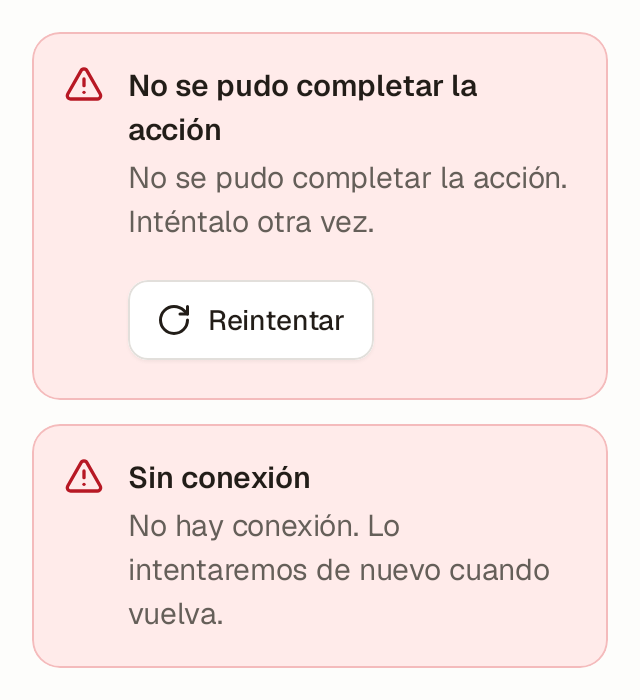 No se pudo completar la
acción
No se pudo completar la acción.
Inténtalo otra vez.
Reintentar
Sin conexión
No hay conexión. Lo
intentaremos de nuevo cuando
vuelva.